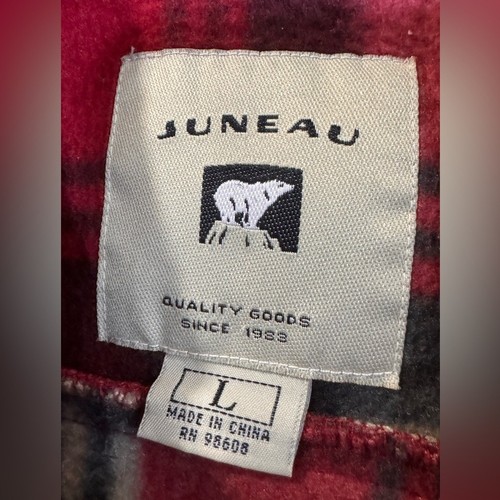 JUNEAU
QUALITY GOODS
SINCE 1983
L
MADE IN CHINA
RN 98608